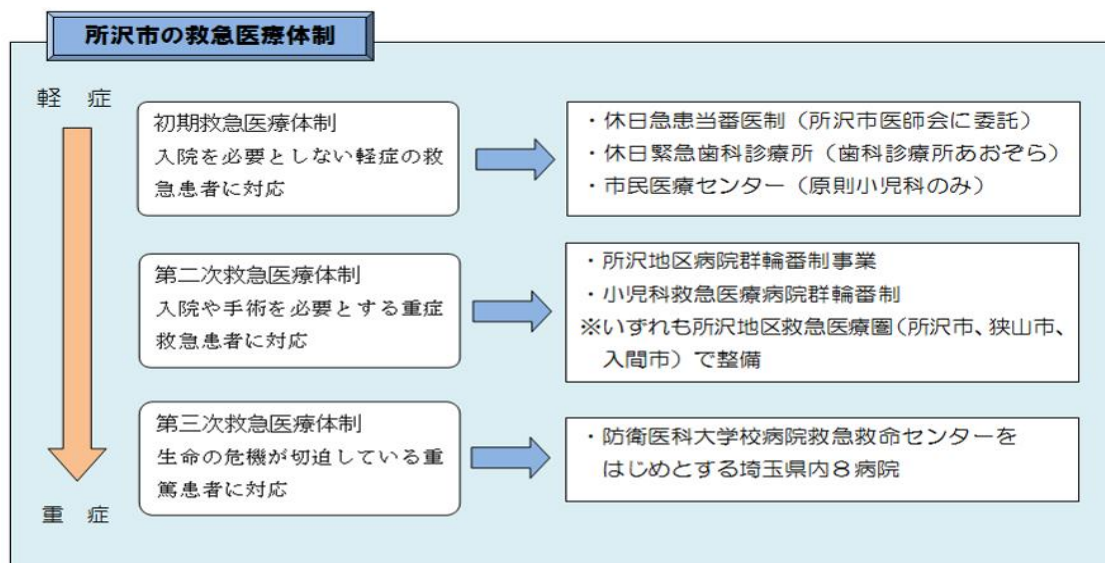 所沢市の救急医療体制
軽 症
初期救急医療体制
入院を必要としない軽症の救
急患者に対応
・休日急患当番医制（所沢市医師会に委託）
・休日緊急歯科診療所（歯科診療所あおぞら）
・市民医療センター（原則小児科のみ）
第二次救急医療体制
入院や手術を必要とする重症
救急患者に対応
・所沢地区病院群輪番制事業
・小児科救急医療病院群輪番制
※いずれも所沢地区救急医療圏（所沢市、狭山市、
入間市）で整備
第三次救急医療体制
生命の危機が切迫している重
篤患者に対応
・防衛医科大学校病院救急救命センターを
はじめとする埼玉県内８病院
重 症